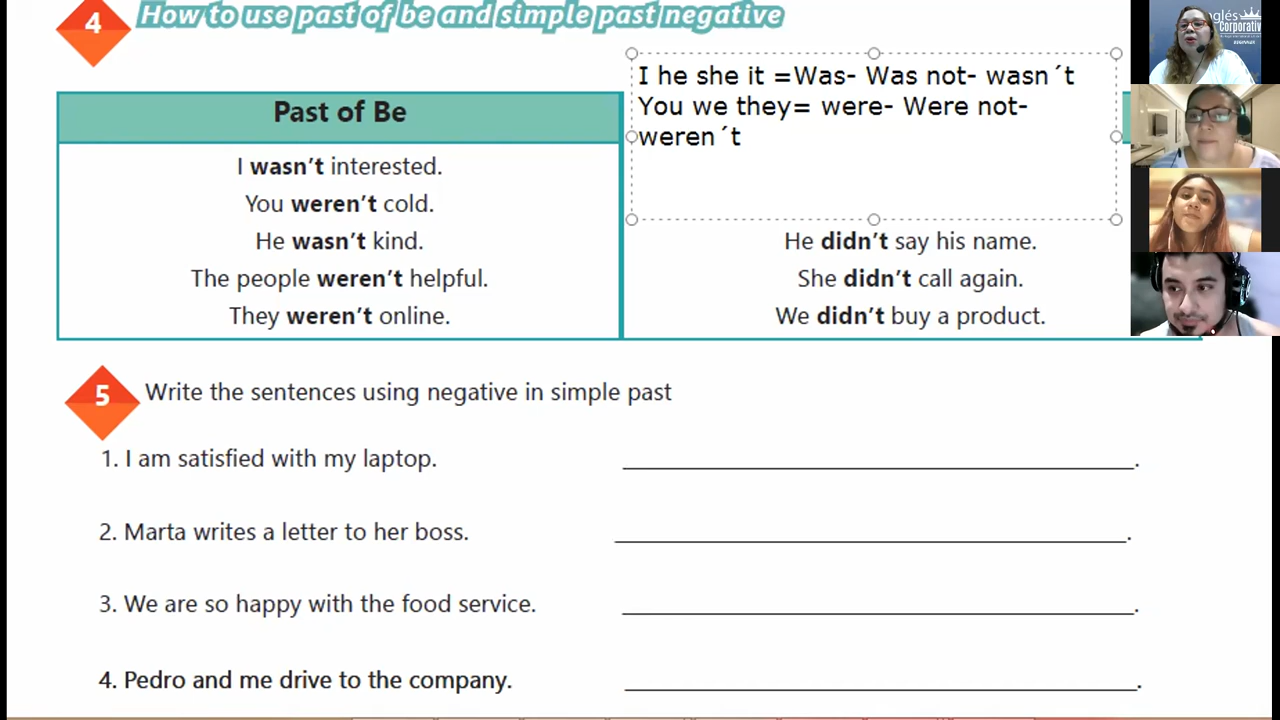 4
How to use past of be and simple past negative
I he she it =Was- Was not- wasn´t
You we they= were- Were not-
weren´t
Past of Be
I wasn’t interested.
You weren’t cold.
He wasn’t kind.
The people weren’t helpful.
They weren’t online.
He didn’t say his name.
She didn’t call again.
We didn’t buy a product.
5
Write the sentences using negative in simple past
1. I am satisfied with my laptop. ____.
2. Marta writes a letter to her boss. ____.
3. We are so happy with the food service. ____.
4. Pedro and me drive to the company. ____.